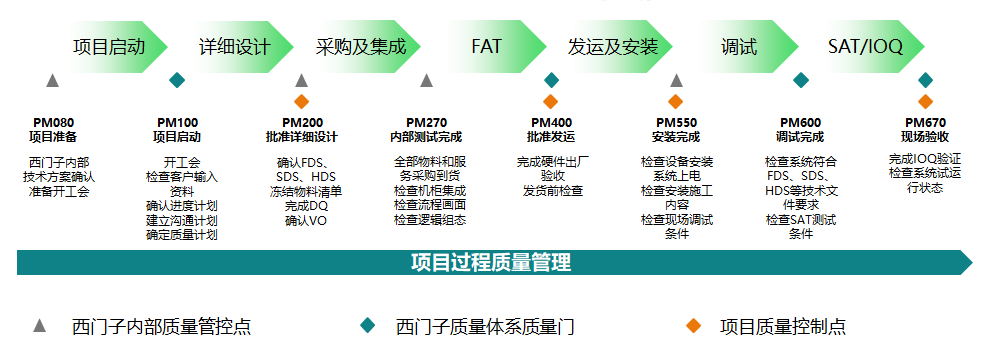 项目启动
详细设计
采购及集成
FAT
发运及安装
调试
SAT/IOQ
PM080
项目准备
西门子内部
技术方案确认
准备开工会
PM100
项目启动
开工会
检查客户输入
资料
确认进度计划
建立沟通计划
确定质量计划
PM200
批准详细设计
确认FDS、
SDS、HDS
冻结物料清单
完成DQ
确认VO
PM270
内部测试完成
全部物料和服
务采购到货
检查机柜集成
检查流程画面
检查逻辑组态
PM400
批准发运
完成硬件出厂
验收
发货前检查
PM550
安装完成
检查设备安装
系统上电
检查安装施工
内容
检查现场调试
条件
PM600
调试完成
检查系统符合
FDS、SDS、
HDS等技术文
件要求
检查SAT测试
条件
PM670
现场验收
完成IOQ验证
检查系统试运
行状态
项目过程质量管理
西门子内部质量管控点
西门子质量体系质量门
项目质量控制点